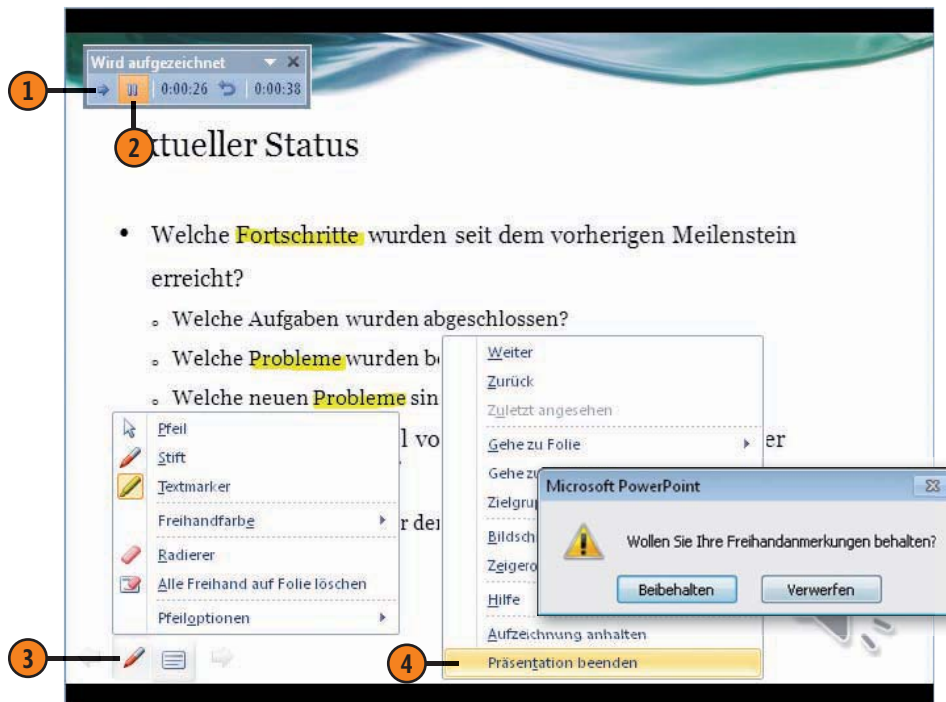 Wird aufgezeichnet
1
0:00:26 0:00:38
2
ktueller Status
• Welche Fortschritte wurden seit dem vorherigen Meilenstein
erreicht?
Welche Aufgaben wurden abgeschlossen?
Welche Probleme wurden be
Welche neuen Probleme sin
l vo er
r der
Pfeil
Stift
Textmarker
Freihandfarbe
Radierer
Alle Freihand auf Folie löschen
Pfeiloptionen
3
Weiter
Zurück
Zuletzt angesehen
Gehe zu Folie
Gehe zu
Zielgrup
Bildsch
Zeigero
Hilfe
Aufzeichnung anhalten
4
Präsentation beenden
Microsoft PowerPoint
Wollen Sie Ihre Freihandanmerkungen behalten?
Beibehalten Verwerfen